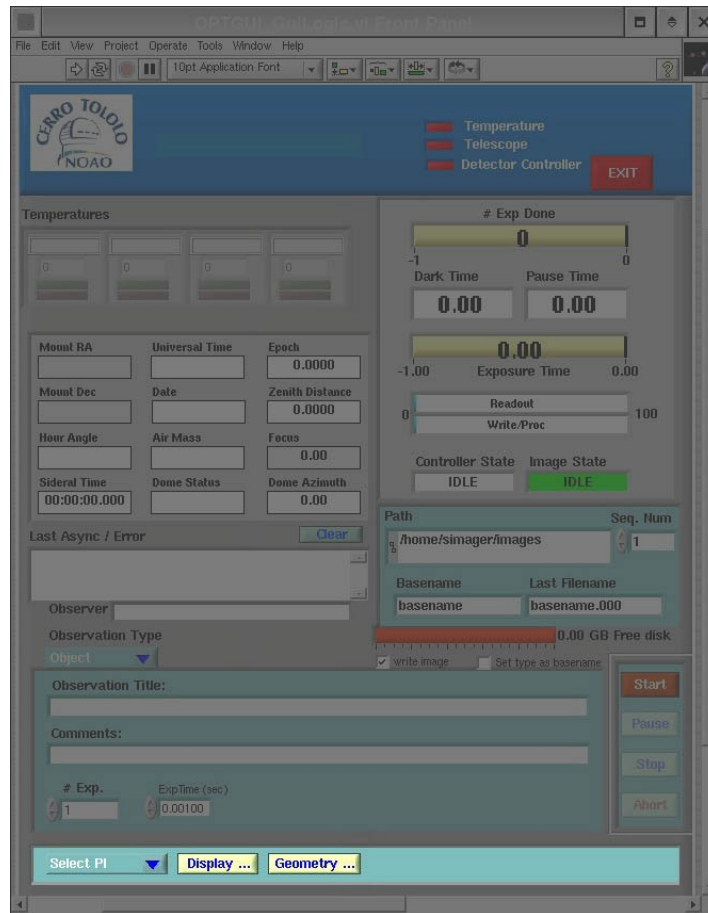 OPTGUI_GuiLogic.vi Front Panel
File Edit View Project Operate Tools Window Help
10pt Application Font
CERRO TOLOLO
NOAO
Temperature
Telescope
Detector Controller
EXIT
Temperatures
0 0 0 0
# Exp Done
0
-1 0
Dark Time Pause Time
0.00 0.00
0.00
-1.00 Exposure Time 0.00
Readout
0 100
Write/Proc
Controller State Image State
IDLE IDLE
Mount RA Universal Time Epoch
0.0000
Mount Dec Date Zenith Distance
0.0000
Hour Angle Air Mass Focus
0.00
Sideral Time Dome Status Dome Azimuth
00:00:00.000 0.00
Last Async / Error Clear
Path Seq. Num
/home/simager/images 1
Basename Last Filename
basename basename.000
Observer
0.00 GB Free disk
Observation Type
Object
write image Set type as basename
Observation Title:
Comments:
# Exp. ExpTime (sec)
1 0.00100
Start
Pause
Stop
Abort
Select PI Display ... Geometry ...